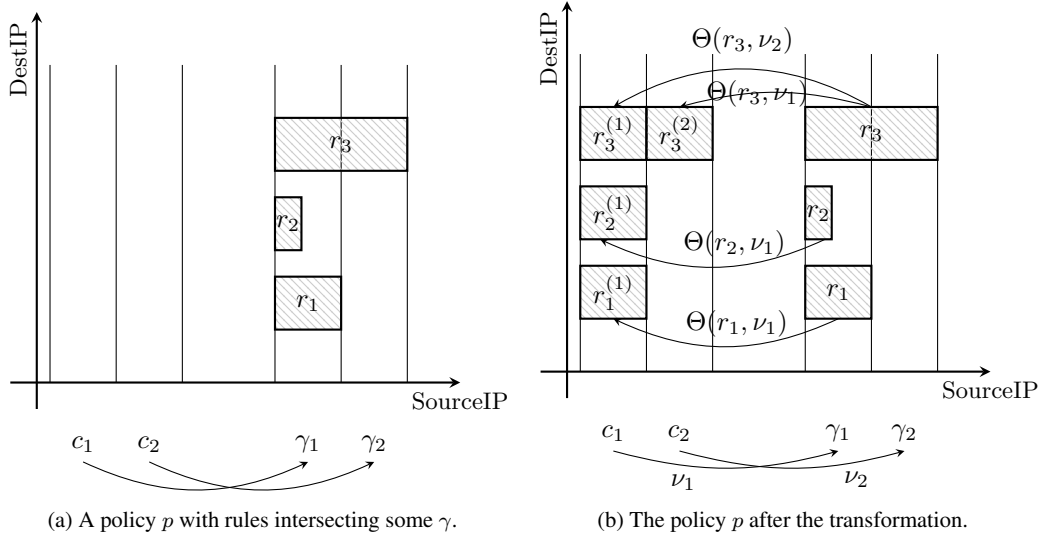 DestIP
r₃
r₂
r₁
SourceIP
c₁ c₂ γ₁ γ₂
(a) A policy p with rules intersecting some γ.
DestIP
Θ(r₃, ν₂)
Θ(r₃, ν₁)
r₃⁽¹⁾ r₃⁽²⁾ r₃
r₂⁽¹⁾ r₂
Θ(r₂, ν₁)
r₁⁽¹⁾ r₁
Θ(r₁, ν₁)
SourceIP
c₁ c₂ γ₁ γ₂
ν₁ ν₂
(b) The policy p after the transformation.